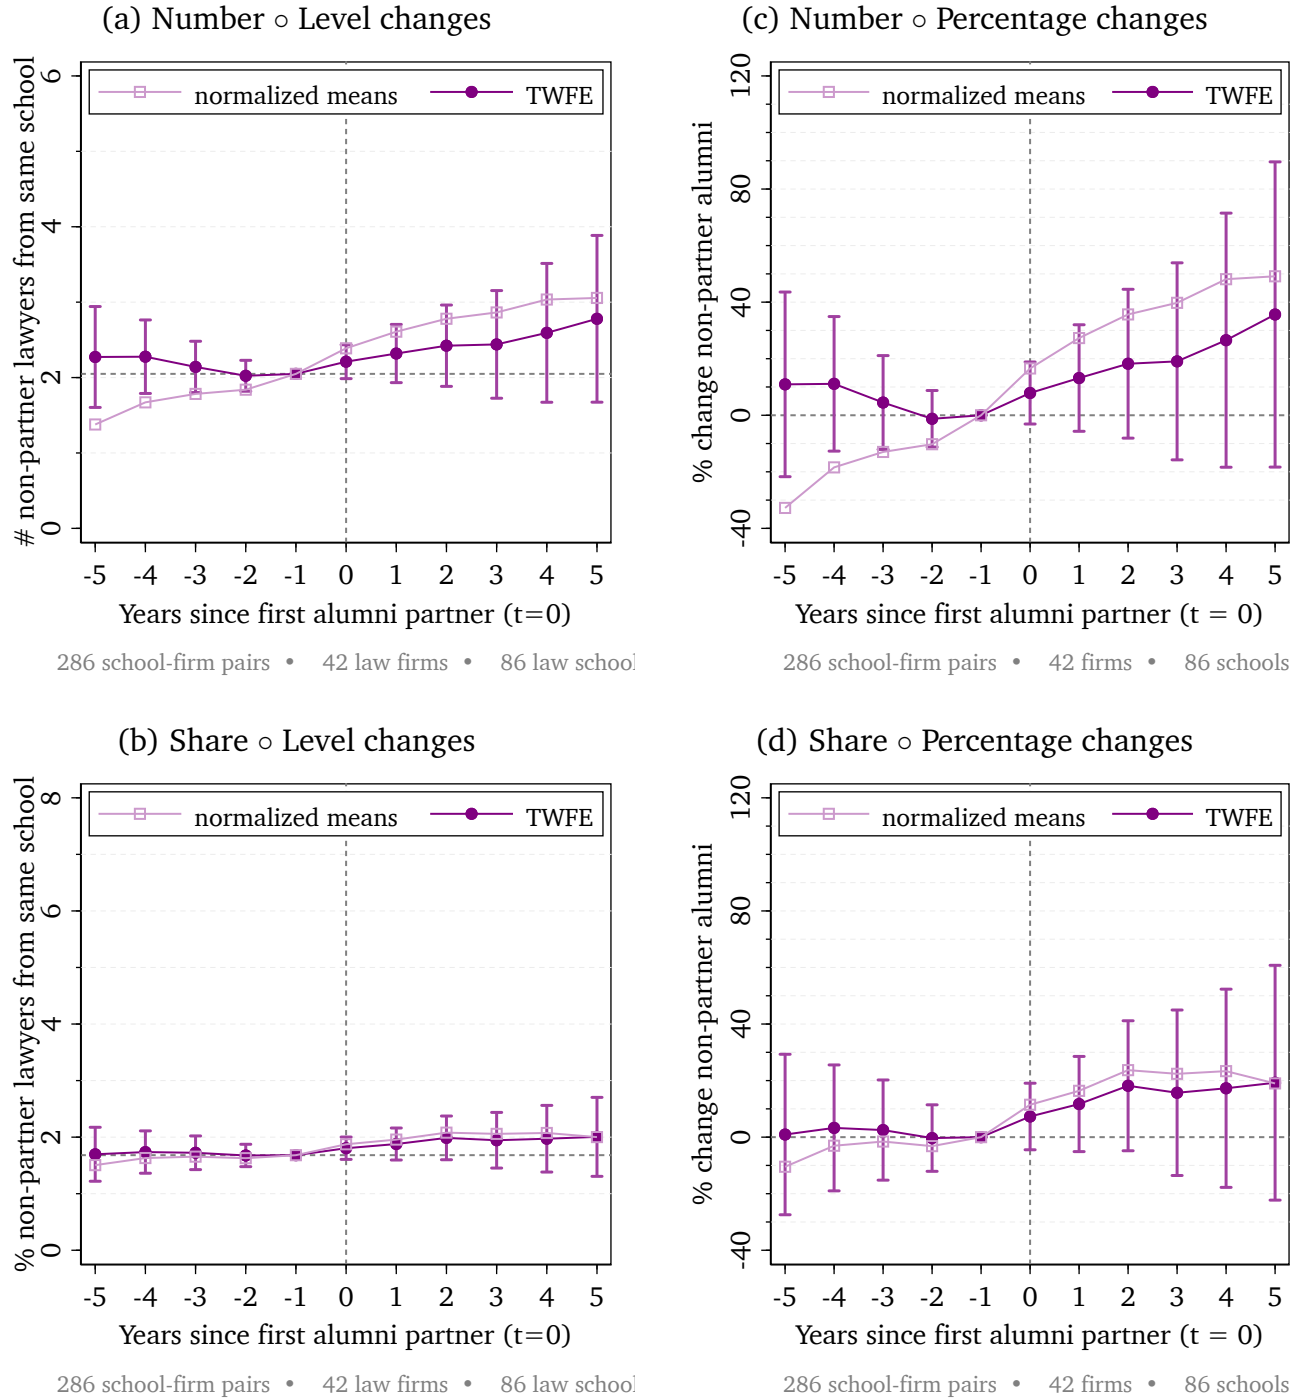 (a) Number ∘ Level changes
# non-partner lawyers from same school
6
4
2
0
normalized means TWFE
-5 -4 -3 -2 -1 0 1 2 3 4 5
Years since first alumni partner (t=0)
286 school-firm pairs • 42 law firms • 86 law school
(c) Number ∘ Percentage changes
% change non-partner alumni
120
80
40
0
-40
normalized means TWFE
-5 -4 -3 -2 -1 0 1 2 3 4 5
Years since first alumni partner (t = 0)
286 school-firm pairs • 42 firms • 86 schools
(b) Share ∘ Level changes
% non-partner lawyers from same school
8
6
4
2
0
normalized means TWFE
-5 -4 -3 -2 -1 0 1 2 3 4 5
Years since first alumni partner (t=0)
286 school-firm pairs • 42 law firms • 86 law school
(d) Share ∘ Percentage changes
% change non-partner alumni
120
80
40
0
-40
normalized means TWFE
-5 -4 -3 -2 -1 0 1 2 3 4 5
Years since first alumni partner (t = 0)
286 school-firm pairs • 42 firms • 86 schools